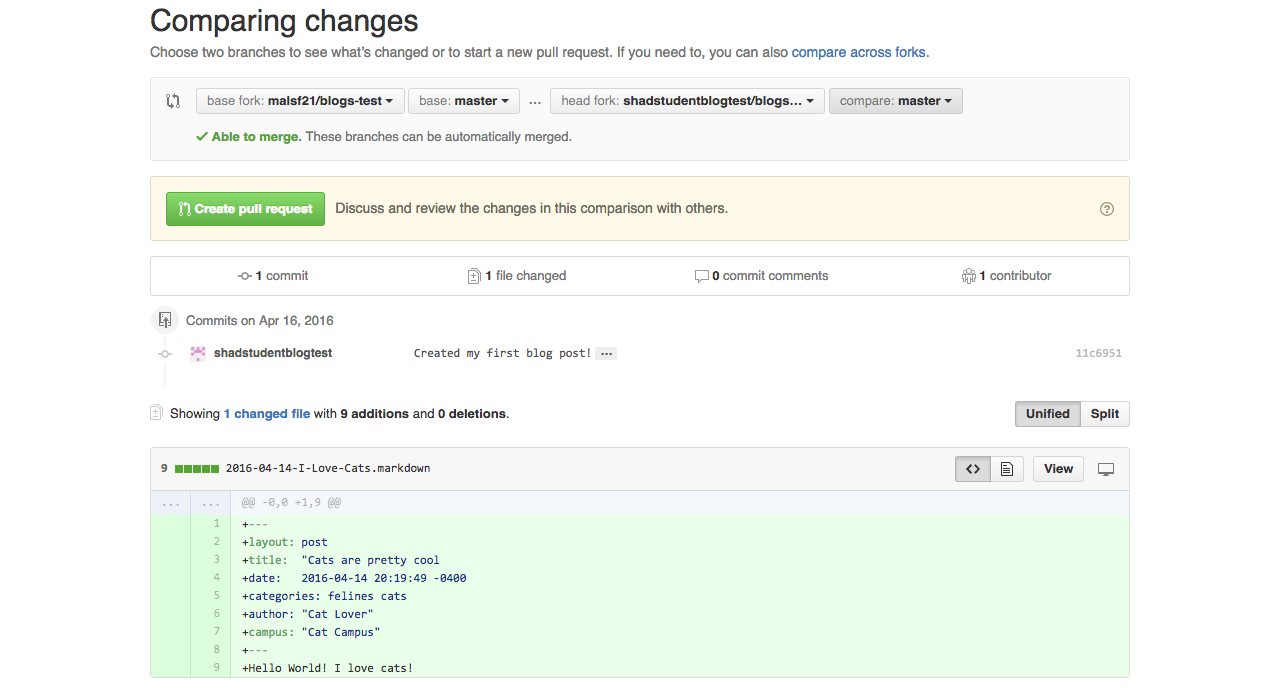 Comparing changes
Choose two branches to see what's changed or to start a new pull request. If you need to, you can also compare across forks.
base fork: malsf21/blogs-test base: master ... head fork: shadstudentblogtest/blogs... compare: master
Able to merge. These branches can be automatically merged.
Create pull request Discuss and review the changes in this comparison with others.
1 commit 1 file changed 0 commit comments 1 contributor
Commits on Apr 16, 2016
shadstudentblogtest Created my first blog post! ... 11c6951
Showing 1 changed file with 9 additions and 0 deletions. Unified Split
9 2016-04-14-I-Love-Cats.markdown <> View
... ... @@ -0,0 +1,9 @@
1 +---
2 +layout: post
3 +title:  "Cats are pretty cool
4 +date:   2016-04-14 20:19:49 -0400
5 +categories: felines cats
6 +author: "Cat Lover"
7 +campus: "Cat Campus"
8 +---
9 +Hello World! I love cats!